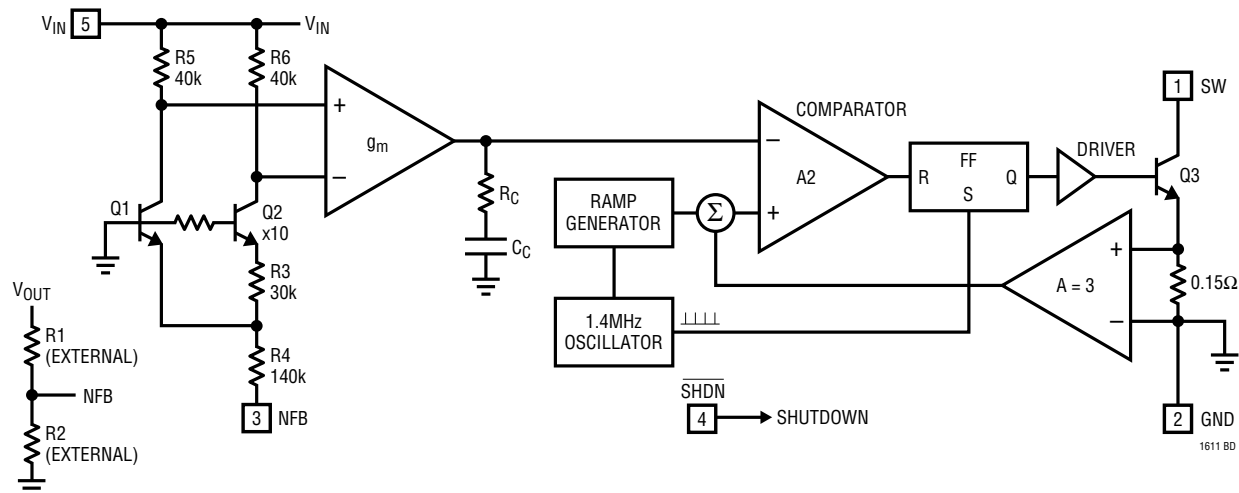 VIN 5
VIN
R5
40k
R6
40k
+
gm
−
Q1
Q2
x10
R3
30k
R4
140k
3 NFB
VOUT
R1
(EXTERNAL)
NFB
R2
(EXTERNAL)
RC
CC
COMPARATOR
−
A2
+
RAMP
GENERATOR
Σ
1.4MHz
OSCILLATOR
SHDN
4 SHUTDOWN
FF
R Q
S
DRIVER
1 SW
Q3
+
A = 3
−
0.15Ω
2 GND
1611 BD